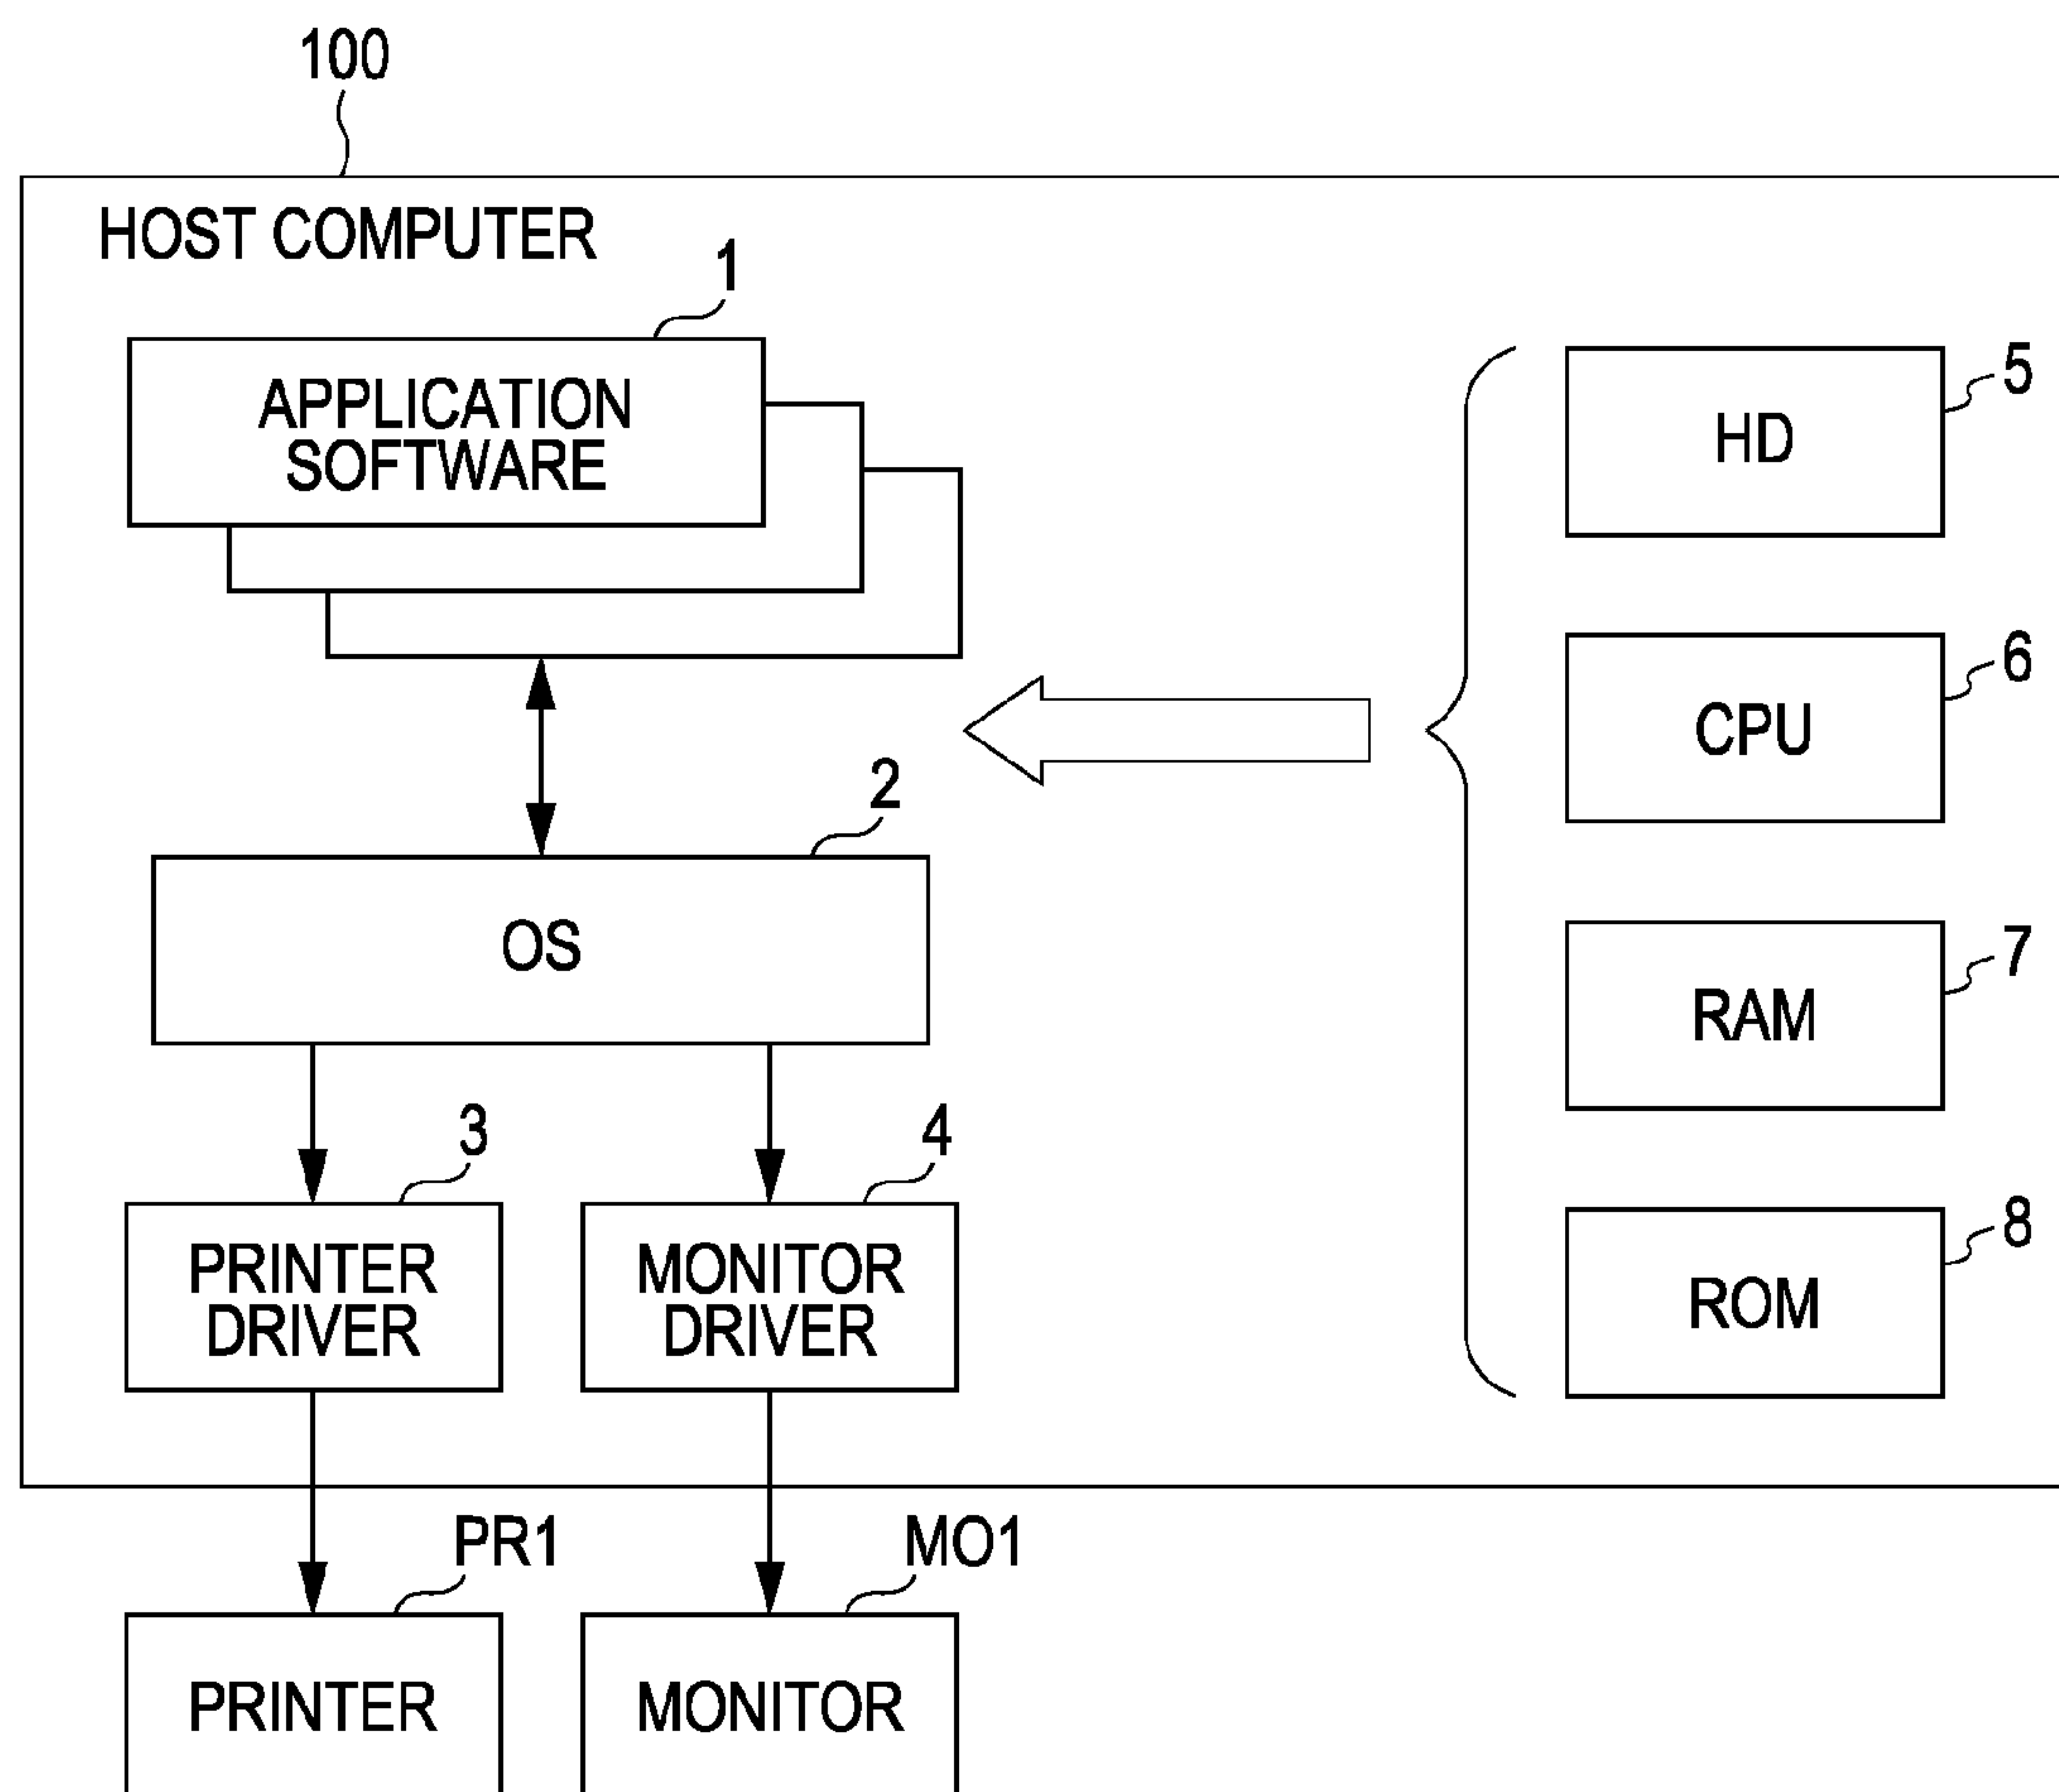 100
HOST COMPUTER
1
APPLICATION
SOFTWARE
2
OS
3
PRINTER
DRIVER
4
MONITOR
DRIVER
HD
5
CPU
6
RAM
7
ROM
8
PR1
PRINTER
MO1
MONITOR